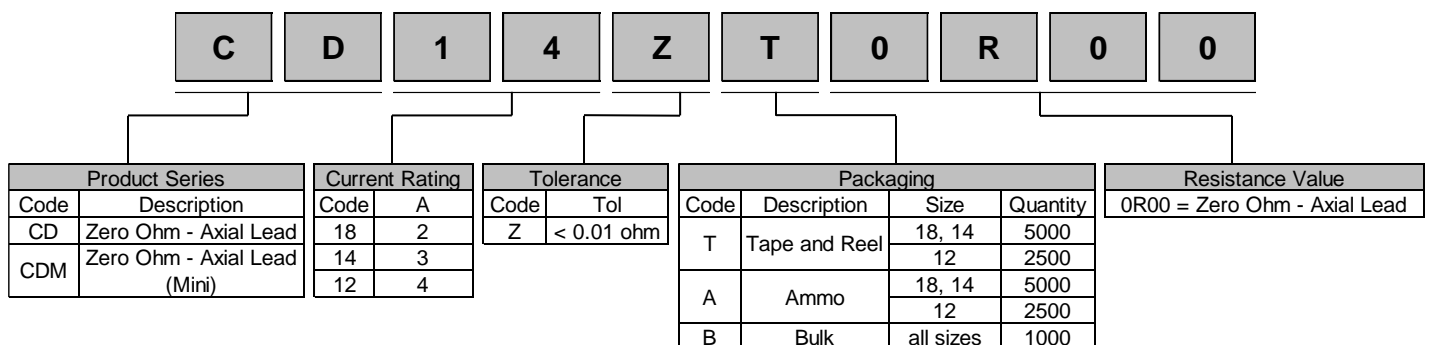 C D 1 4 Z T 0 R 0 0
Product Series
Code Description
CD Zero Ohm - Axial Lead
CDM Zero Ohm - Axial Lead
(Mini)
Current Rating
Code A
18 2
14 3
12 4
Tolerance
Code Tol
Z < 0.01 ohm
Packaging
Code Description Size Quantity
T Tape and Reel 18, 14 5000
12 2500
A Ammo 18, 14 5000
12 2500
B Bulk all sizes 1000
Resistance Value
0R00 = Zero Ohm - Axial Lead